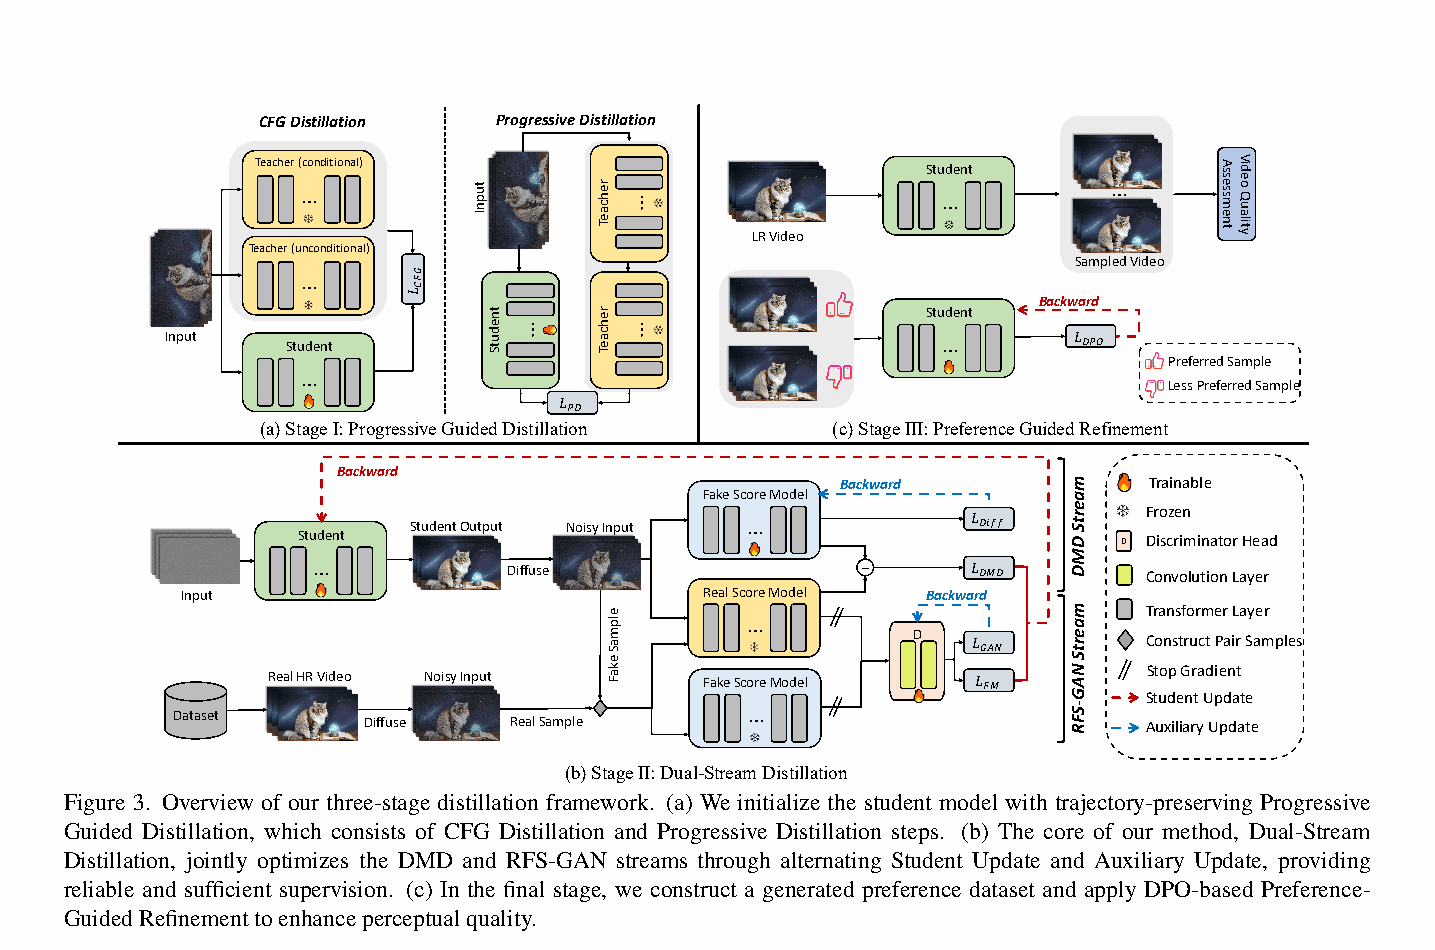 CFG Distillation
Teacher (conditional)
...
Teacher (unconditional)
...
Input
Student
...
L_CFG
Progressive Distillation
Input
Teacher
...
Student
...
Teacher
...
L_PD
(a) Stage I: Progressive Guided Distillation
LR Video
Student
...
...
Sampled Video
Video Quality
Assessment
Student
...
Backward
L_DPO
Preferred Sample
Less Preferred Sample
(c) Stage III: Preference Guided Refinement
Backward
Input
Student
...
Student Output
Diffuse
Noisy Input
Fake Sample
Dataset
Real HR Video
Diffuse
Noisy Input
Real Sample
Fake Score Model
...
Real Score Model
...
Fake Score Model
...
Backward
L_Diff
−
L_DMD
Backward
D
L_GAN
L_FM
DMD Stream
RFS-GAN Stream
Trainable
Frozen
D Discriminator Head
Convolution Layer
Transformer Layer
Construct Pair Samples
Stop Gradient
Student Update
Auxiliary Update
(b) Stage II: Dual-Stream Distillation
Figure 3. Overview of our three-stage distillation framework. (a) We initialize the student model with trajectory-preserving Progressive
Guided Distillation, which consists of CFG Distillation and Progressive Distillation steps. (b) The core of our method, Dual-Stream
Distillation, jointly optimizes the DMD and RFS-GAN streams through alternating Student Update and Auxiliary Update, providing
reliable and sufficient supervision. (c) In the final stage, we construct a generated preference dataset and apply DPO-based Preference-
Guided Refinement to enhance perceptual quality.